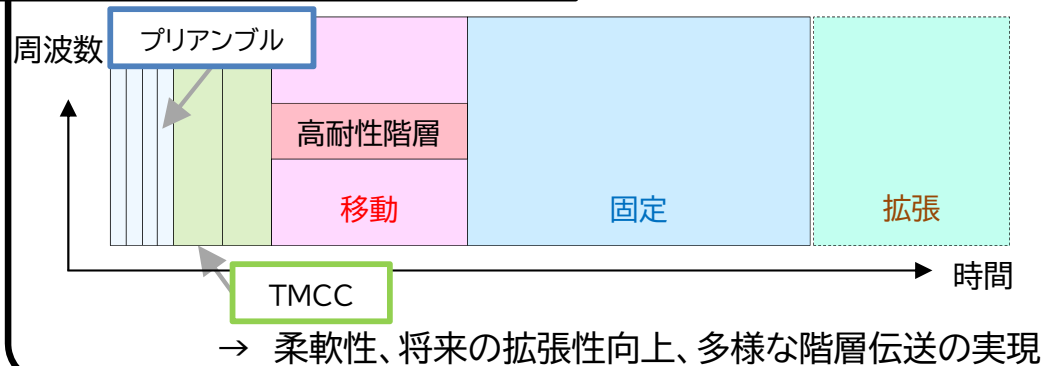 周波数
プリアンブル
高耐性階層
移動
固定
拡張
時間
TMCC
→ 柔軟性、将来の拡張性向上、多様な階層伝送の実現